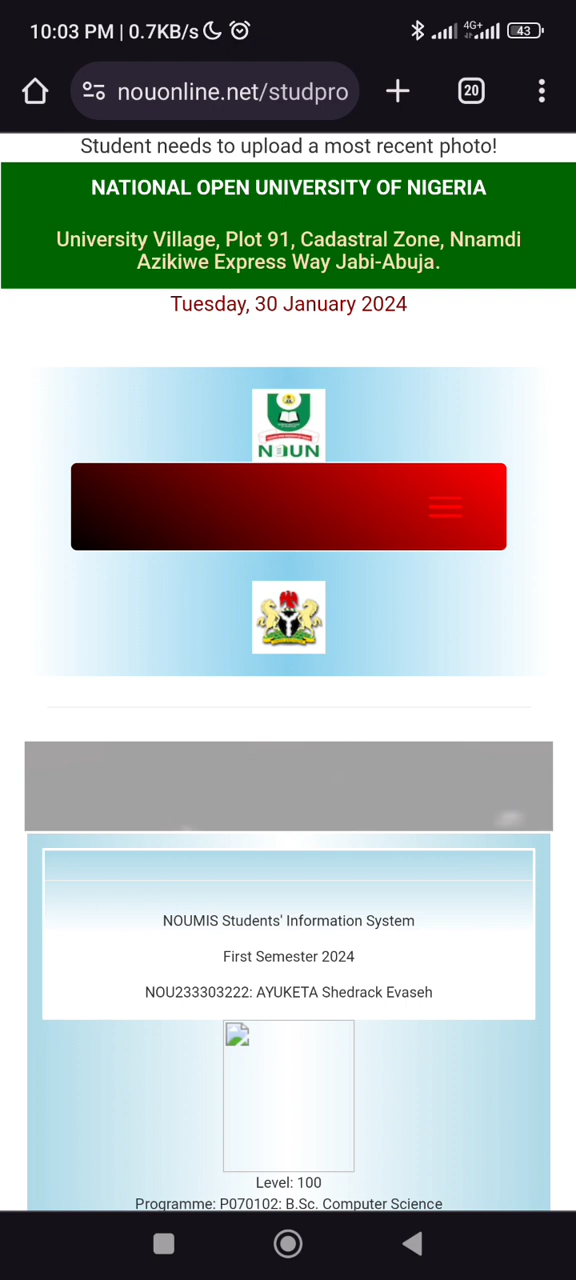 10:03 PM | 0.7KB/s
4G+
43
nouonline.net/studpro
20
Student needs to upload a most recent photo!
NATIONAL OPEN UNIVERSITY OF NIGERIA
University Village, Plot 91, Cadastral Zone, Nnamdi
Azikiwe Express Way Jabi-Abuja.
Tuesday, 30 January 2024
NOUN
NOUMIS Students' Information System
First Semester 2024
NOU233303222: AYUKETA Shedrack Evaseh
Level: 100
Programme: P070102: B.Sc. Computer Science